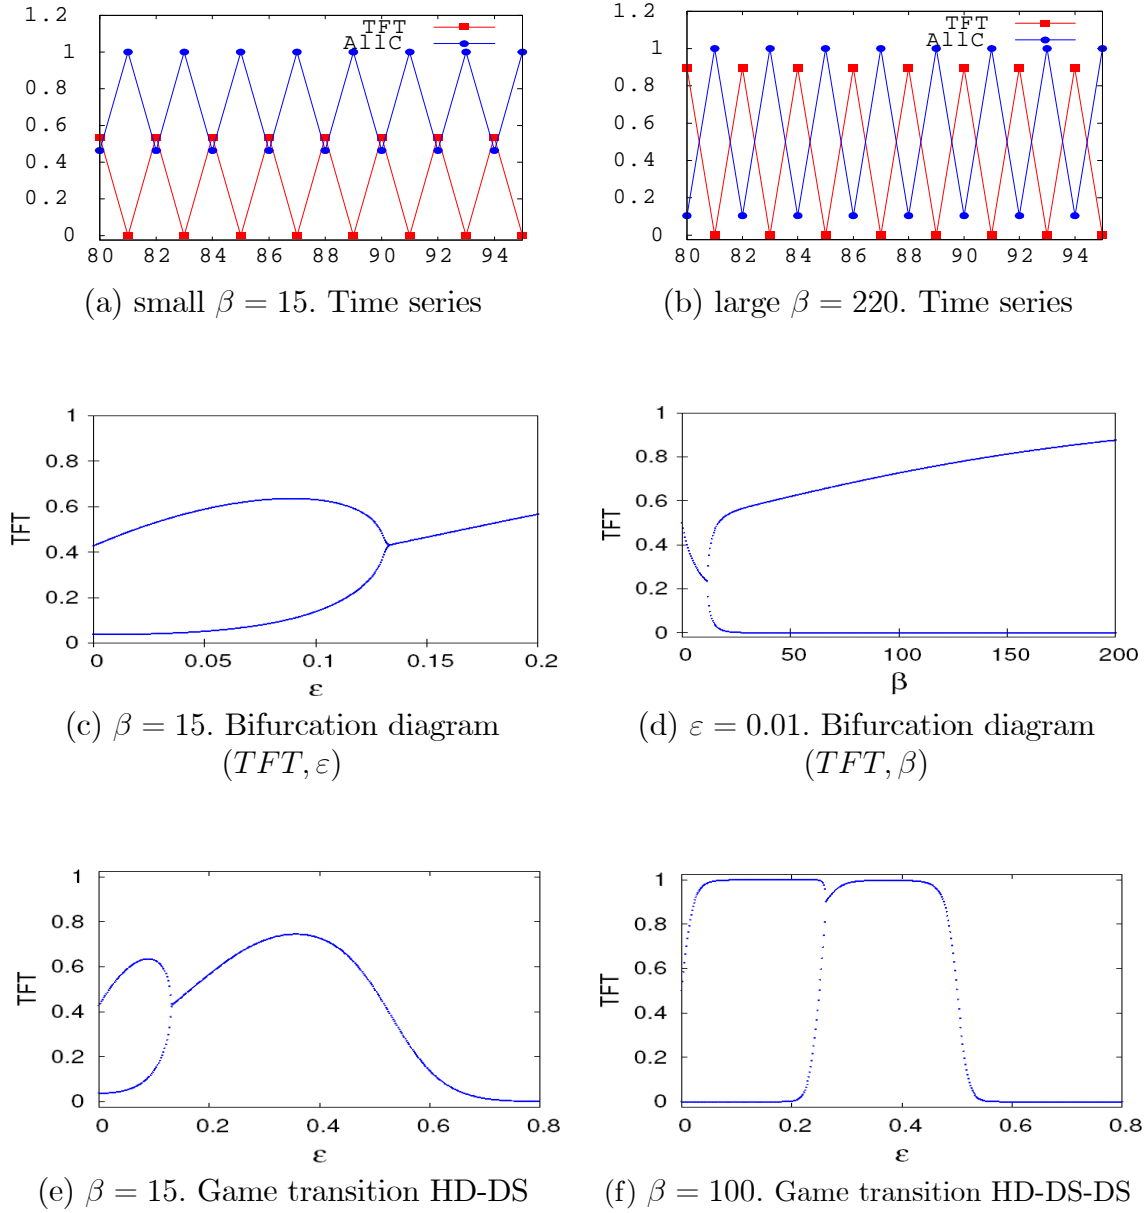 1.2
1
0.8
0.6
0.4
0.2
0
TFT
AllC
80 82 84 86 88 90 92 94
(a) small β = 15. Time series
1.2
1
0.8
0.6
0.4
0.2
0
TFT
AllC
80 82 84 86 88 90 92 94
(b) large β = 220. Time series
1
0.8
0.6
0.4
0.2
0
TFT
0 0.05 0.1 0.15 0.2
ε
(c) β = 15. Bifurcation diagram
(TFT, ε)
1
0.8
0.6
0.4
0.2
0
TFT
0 50 100 150 200
β
(d) ε = 0.01. Bifurcation diagram
(TFT, β)
1
0.8
0.6
0.4
0.2
0
TFT
0 0.2 0.4 0.6 0.8
ε
(e) β = 15. Game transition HD-DS
1
0.8
0.6
0.4
0.2
0
TFT
0 0.2 0.4 0.6 0.8
ε
(f) β = 100. Game transition HD-DS-DS